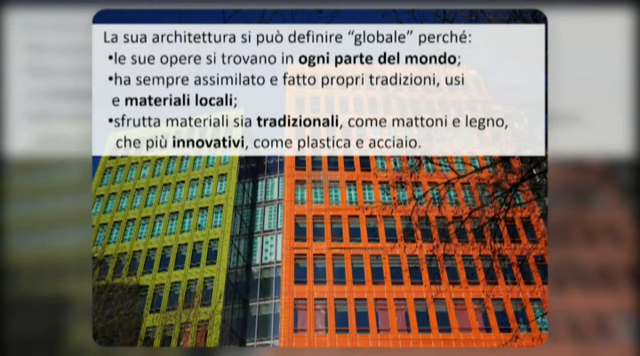 La sua architettura si può definire “globale” perché:
•le sue opere si trovano in ogni parte del mondo;
•ha sempre assimilato e fatto propri tradizioni, usi
e materiali locali;
•sfrutta materiali sia tradizionali, come mattoni e legno,
che più innovativi, come plastica e acciaio.